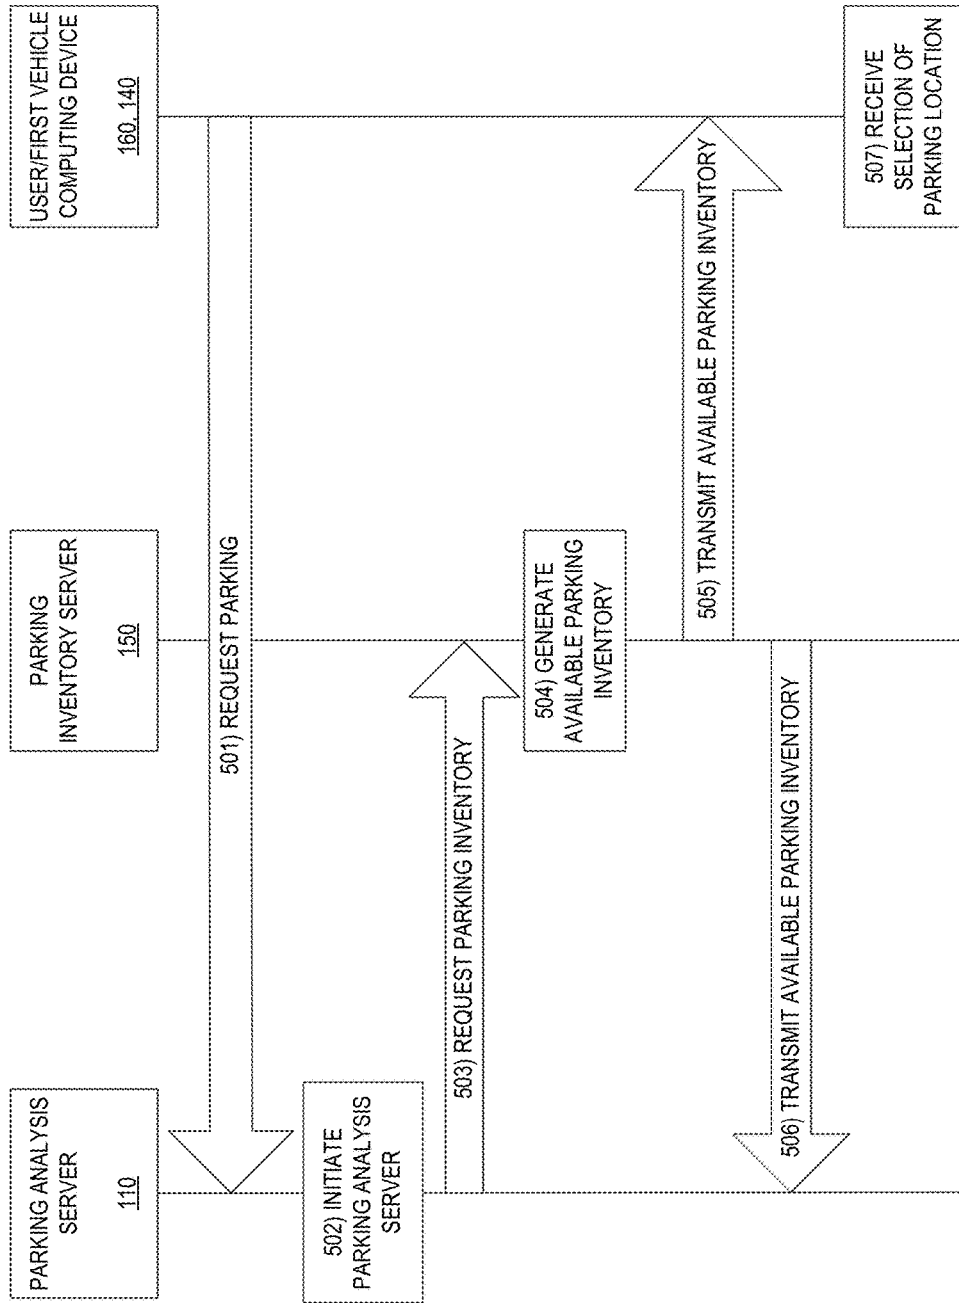 PARKING ANALYSIS
SERVER
110
PARKING
INVENTORY SERVER
150
USER/FIRST VEHICLE
COMPUTING DEVICE
160, 140
501) REQUEST PARKING
502) INITIATE
PARKING ANALYSIS
SERVER
503) REQUEST PARKING INVENTORY
504) GENERATE
AVAILABLE PARKING
INVENTORY
505) TRANSMIT AVAILABLE PARKING INVENTORY
506) TRANSMIT AVAILABLE PARKING INVENTORY
507) RECEIVE
SELECTION OF
PARKING LOCATION